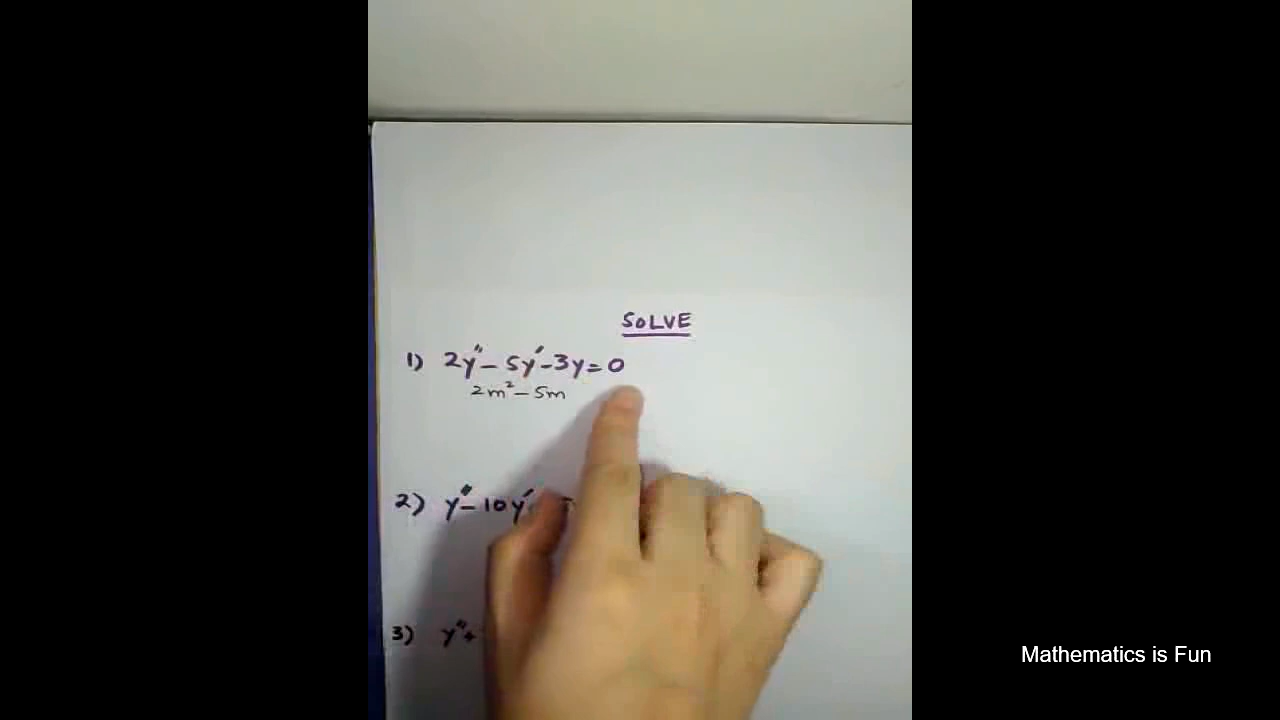 SOLVE
1) 2y"- 5y'-3y=0
2m² - 5m
2) y"- 10y'
3) y"+
Mathematics is Fun